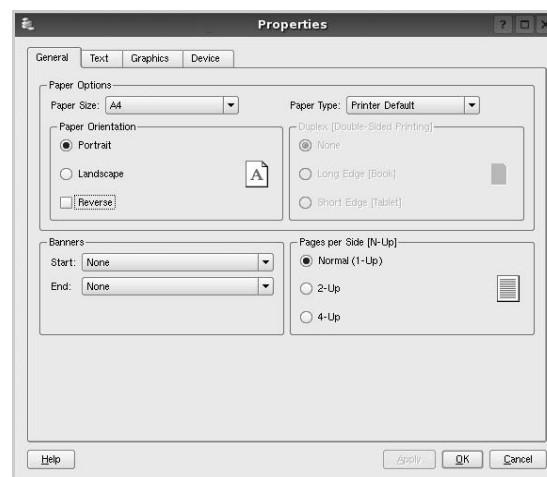 Properties
General Text Graphics Device
Paper Options
Paper Size: A4
Paper Type: Printer Default
Paper Orientation
Portrait
Landscape
Reverse
A
Duplex [Double-Sided Printing]
None
Long Edge [Book]
Short Edge [Tablet]
Banners
Start: None
End: None
Pages per Side [N-Up]
Normal (1-Up)
2-Up
4-Up
Help Apply OK Cancel